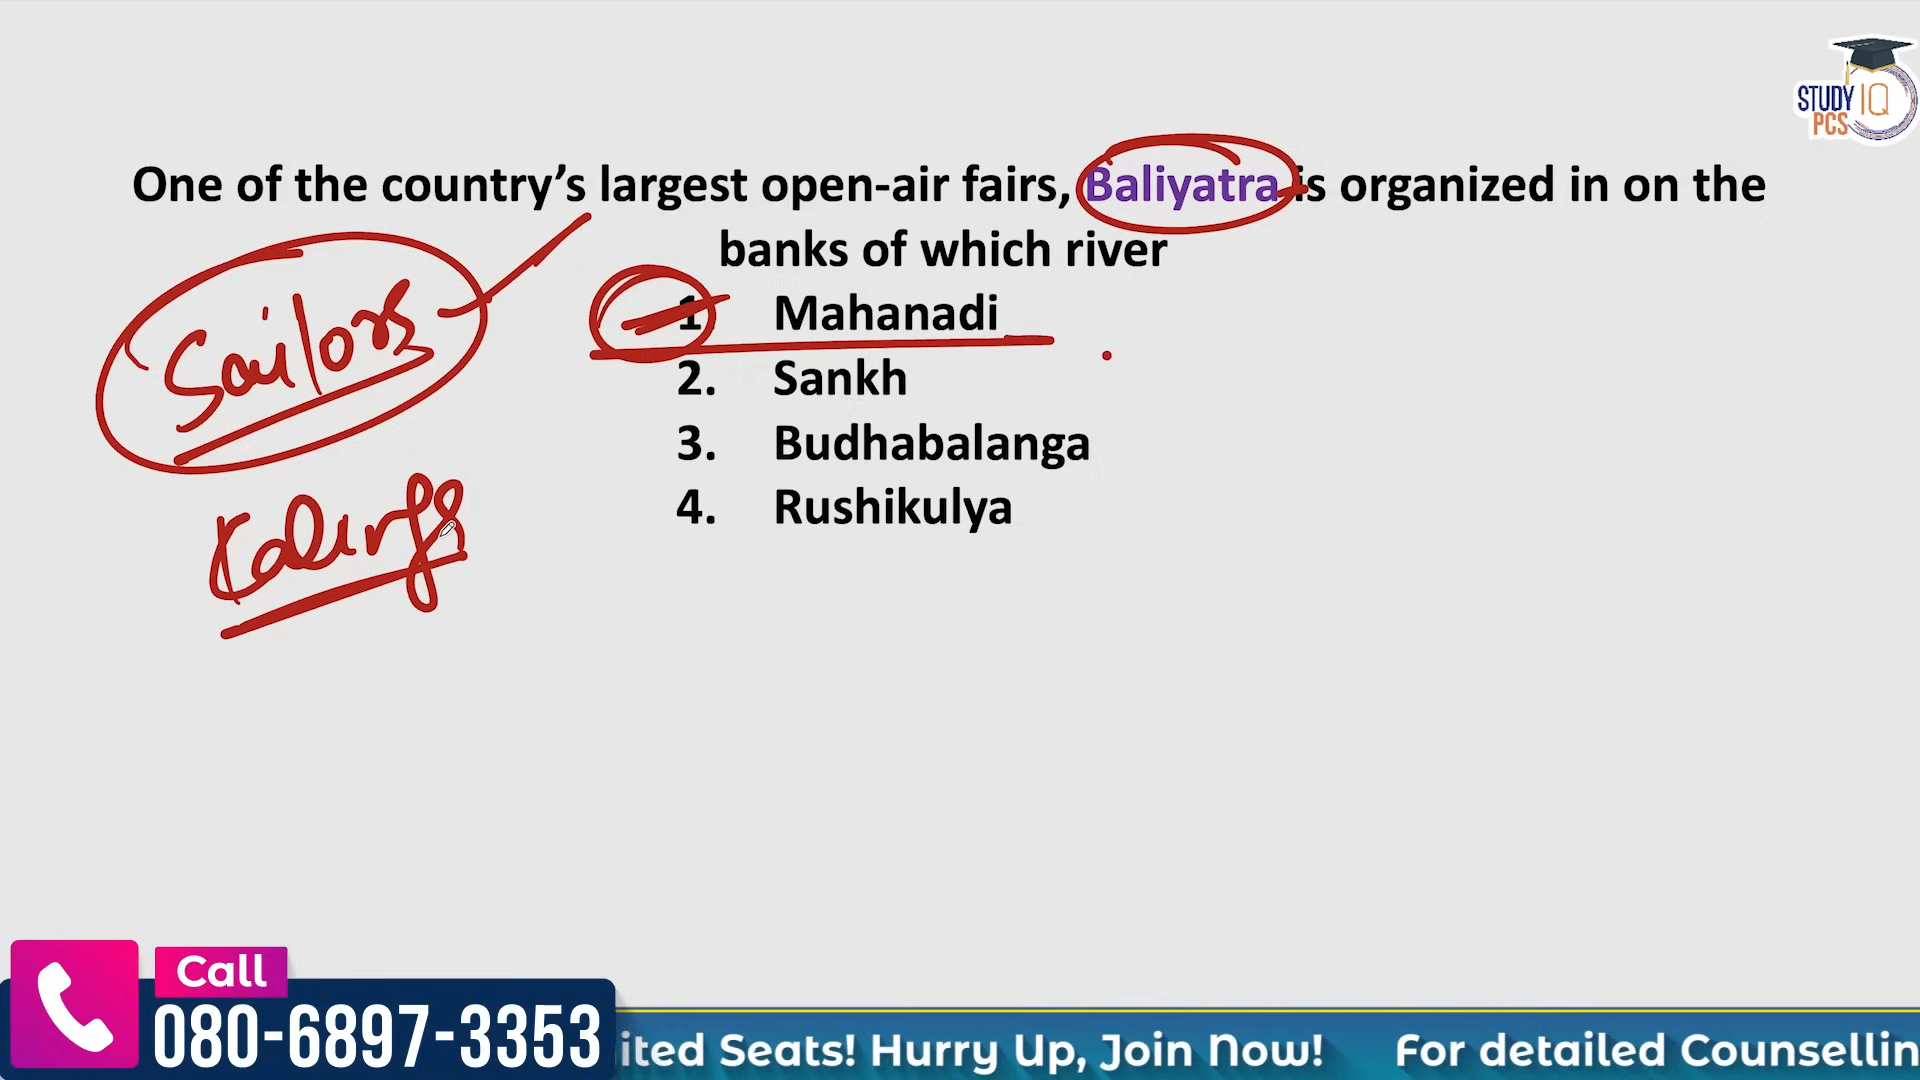 STUDY IQ
PCS
One of the country’s largest open-air fairs, Baliyatra is organized in on the
banks of which river
1 Mahanadi
2. Sankh
3. Budhabalanga
4. Rushikulya
Sailors
Call
080-6897-3353
ited Seats! Hurry Up, Join Now! For detailed Counsellin